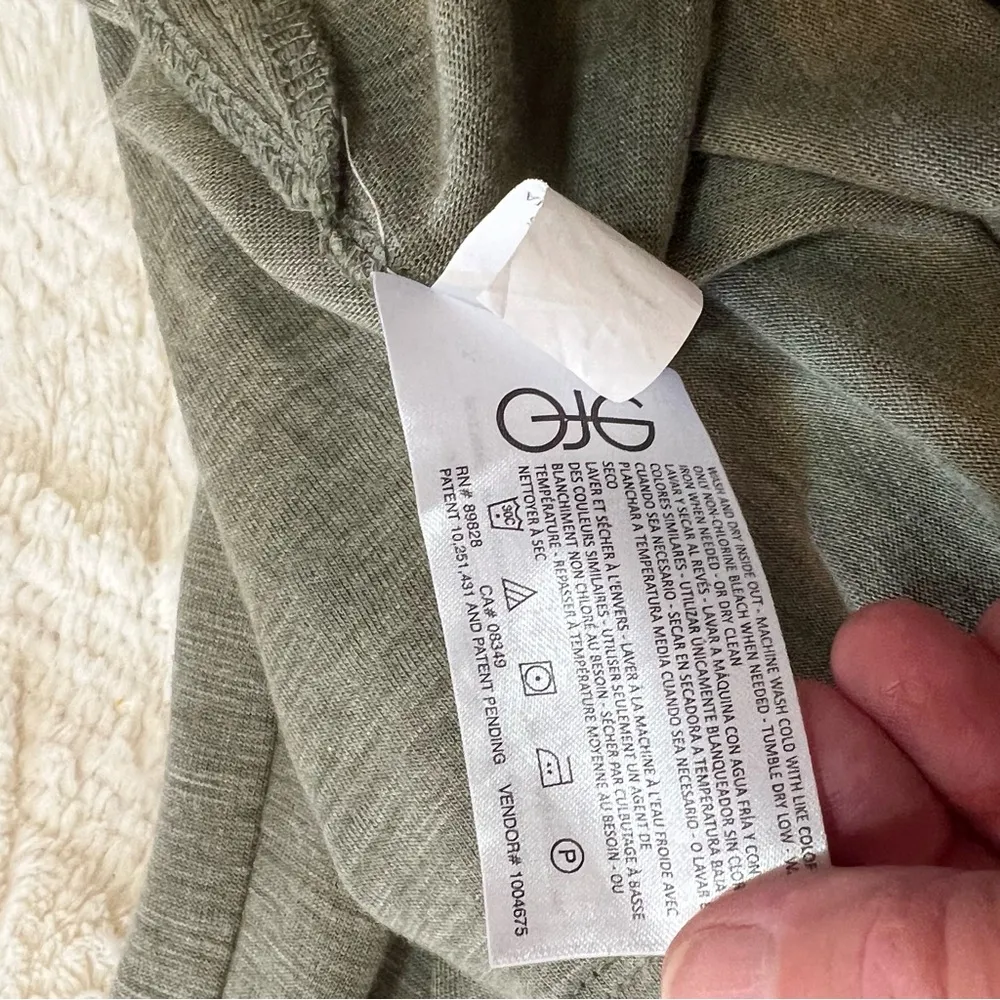 WASH AND DRY INSIDE OUT - MACHINE WASH COLD WITH LIKE
ONLY NON-CHLORINE BLEACH WHEN NEEDED - TUMBLE DRY LOW -
IRON WHEN NEEDED - OR DRY CLEAN
LAVAR Y SECAR AL REVÉS - LAVAR A MÁQUINA CON AGUA FRÍA Y CON
COLORES SIMILARES - UTILIZAR ÚNICAMENTE BLANQUEADOR SIN
CUANDO SEA NECESARIO - SECAR EN SECADORA A TEMPERATURA BAJA
PLANCHAR A TEMPERATURA MEDIA CUANDO SEA NECESARIO - O LAVAR
SECO
LAVER ET SÉCHER À L'ENVERS - LAVER À LA MACHINE À L'EAU FROIDE AVEC
DES COULEURS SIMILAIRES - UTILISER SEULEMENT UN AGENT DE
BLANCHIMENT NON CHLORÉ AU BESOIN - SÉCHER PAR CULBUTAGE À BASSE
TEMPÉRATURE - REPASSER À TEMPÉRATURE MOYENNE AU BESOIN - OU
NETTOYER À SEC
30C P
RN# 89828 CA# 08349
PATENT 10,251,431 AND PATENT PENDING VENDOR# 1004675